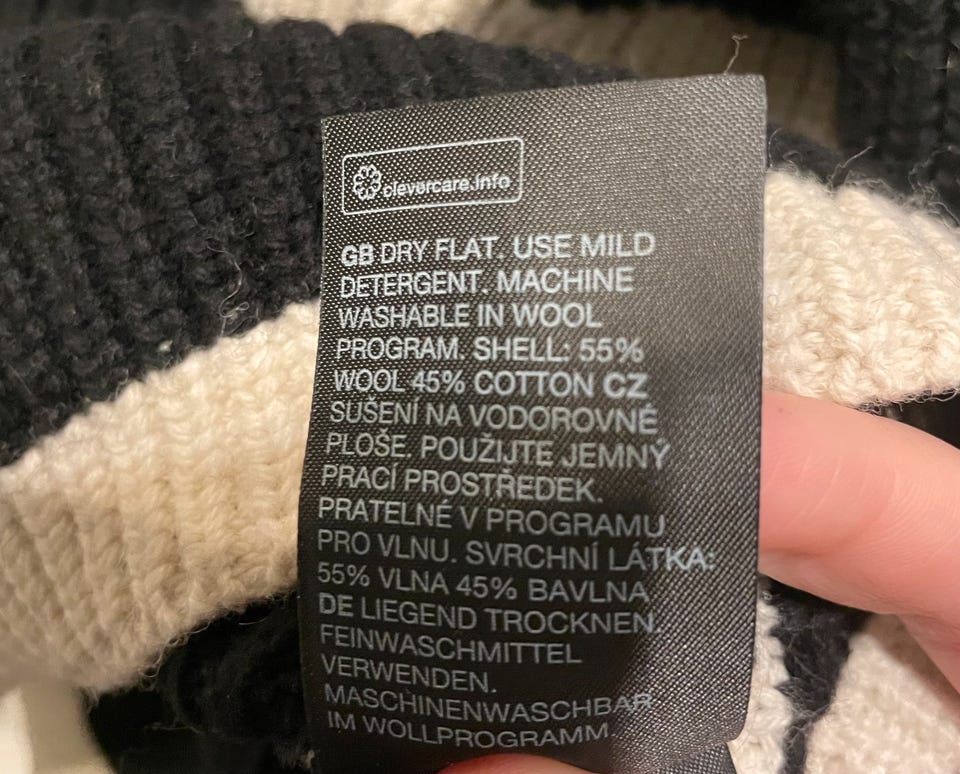 clevercare.info
GB DRY FLAT. USE MILD
DETERGENT. MACHINE
WASHABLE IN WOOL
PROGRAM. SHELL: 55%
WOOL 45% COTTON CZ
SUŠENÍ NA VODOROVNÉ
PLOŠE. POUŽIJTE JEMNÝ
PRACÍ PROSTŘEDEK.
PRATELNÉ V PROGRAMU
PRO VLNU. SVRCHNÍ LÁTKA:
55% VLNA 45% BAVLNA
DE LIEGEND TROCKNEN.
FEINWASCHMITTEL
VERWENDEN.
MASCHINENWASCHBAR
IM WOLLPROGRAMM.